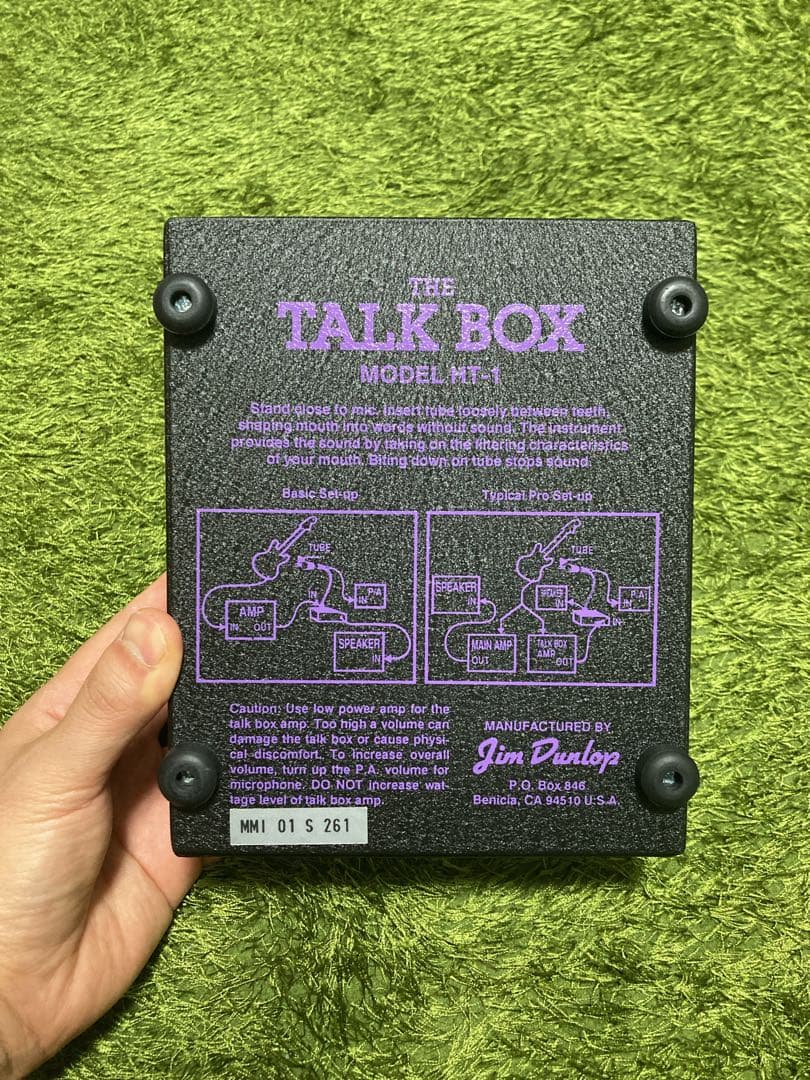 THE
TALK BOX
MODEL HT-1
Stand close to mic. Insert tube loosely between teeth,
shaping mouth into words without sound. The instrument
provides the sound by taking on the filtering characteristics
of your mouth. Biting down on tube stops sound.
Basic Set-up
TUBE
IN
P/A
IN
AMP
IN OUT
SPEAKER
IN
Typical Pro Set-up
TUBE
SPEAKER
IN
SPEAKER
IN
P.A.
IN
IN
MAIN AMP
OUT
TALK BOX
AMP
OUT
Caution: Use low power amp for the
talk box amp. Too high a volume can
damage the talk box or cause physi-
cal discomfort. To increase overall
volume, turn up the P.A. volume for
microphone. DO NOT increase wat-
tage level of talk box amp.
MMI 01 S 261
MANUFACTURED BY
Jim Dunlop
P.O. Box 846
Benicia, CA 94510 U.S.A.